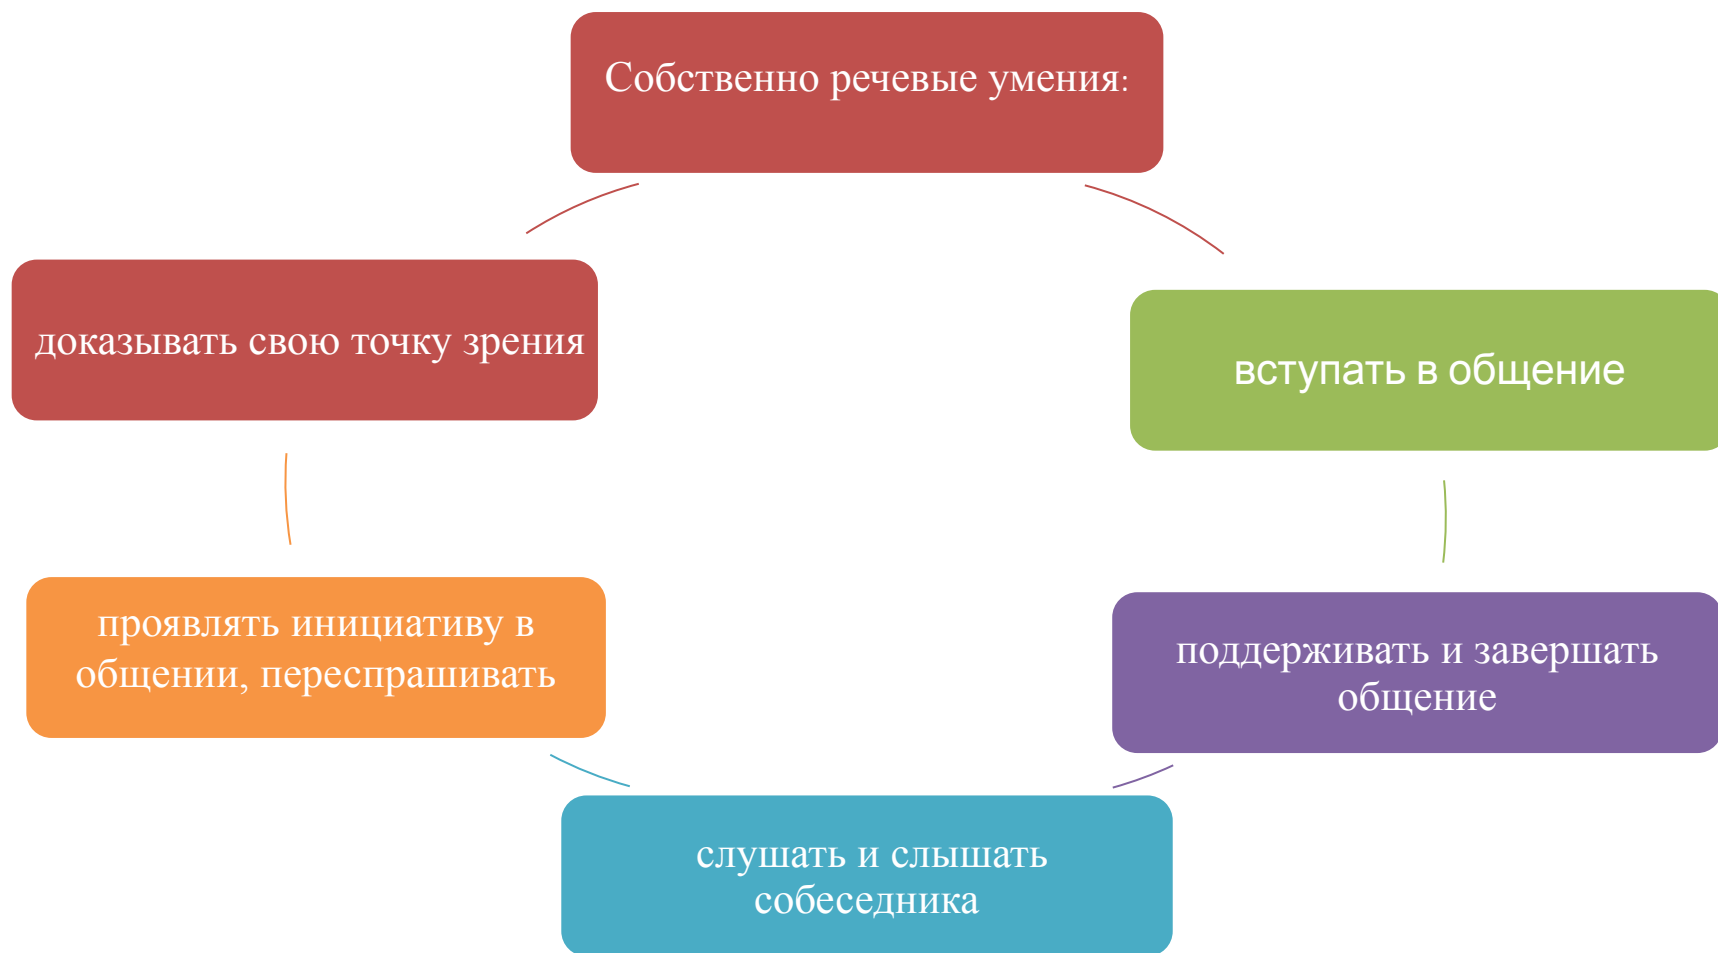 Собственно речевые умения:
вступать в общение
поддерживать и завершать
общение
слушать и слышать
собеседника
проявлять инициативу в
общении, переспрашивать
доказывать свою точку зрения